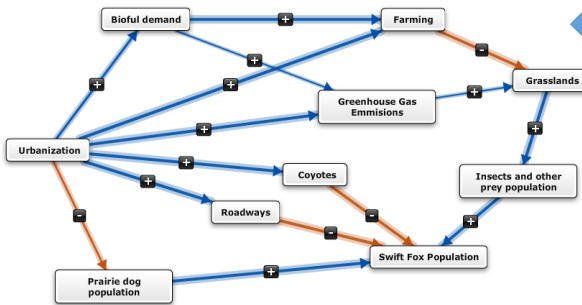 Bioful demand
+
Farming
+
-
+
+
+
Grasslands
Greenhouse Gas
Emmisions
+
+
+
Urbanization
+
Coyotes
Insects and other
prey population
+
-
-
Roadways
-
+
Swift Fox Population
+
Prairie dog
population